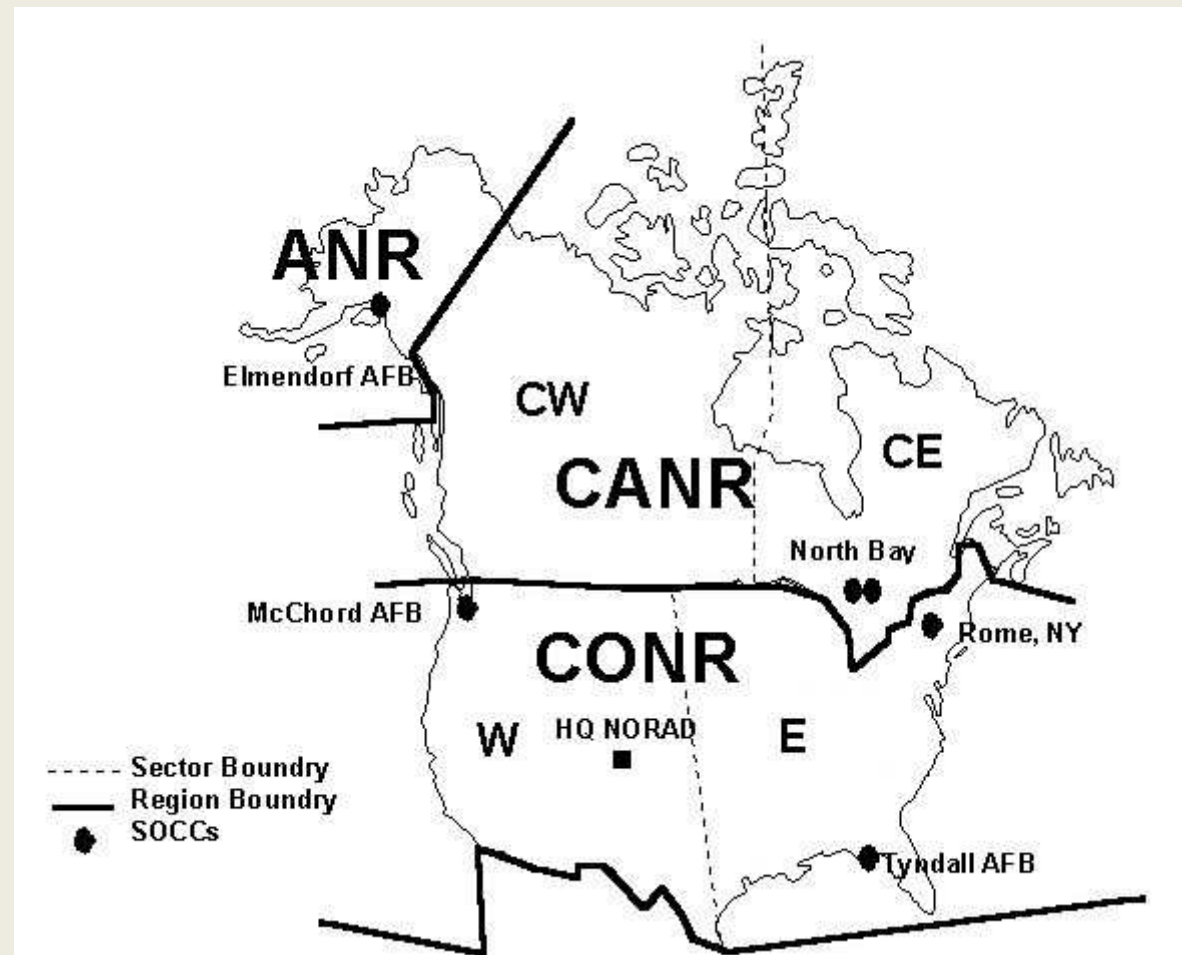 ANR
Elmendorf AFB
CW
CANR
CE
North Bay
McChord AFB
Rome, NY
CONR
W
HQ NORAD
E
Sector Boundry
Region Boundry
SOCCs
Tyndall AFB